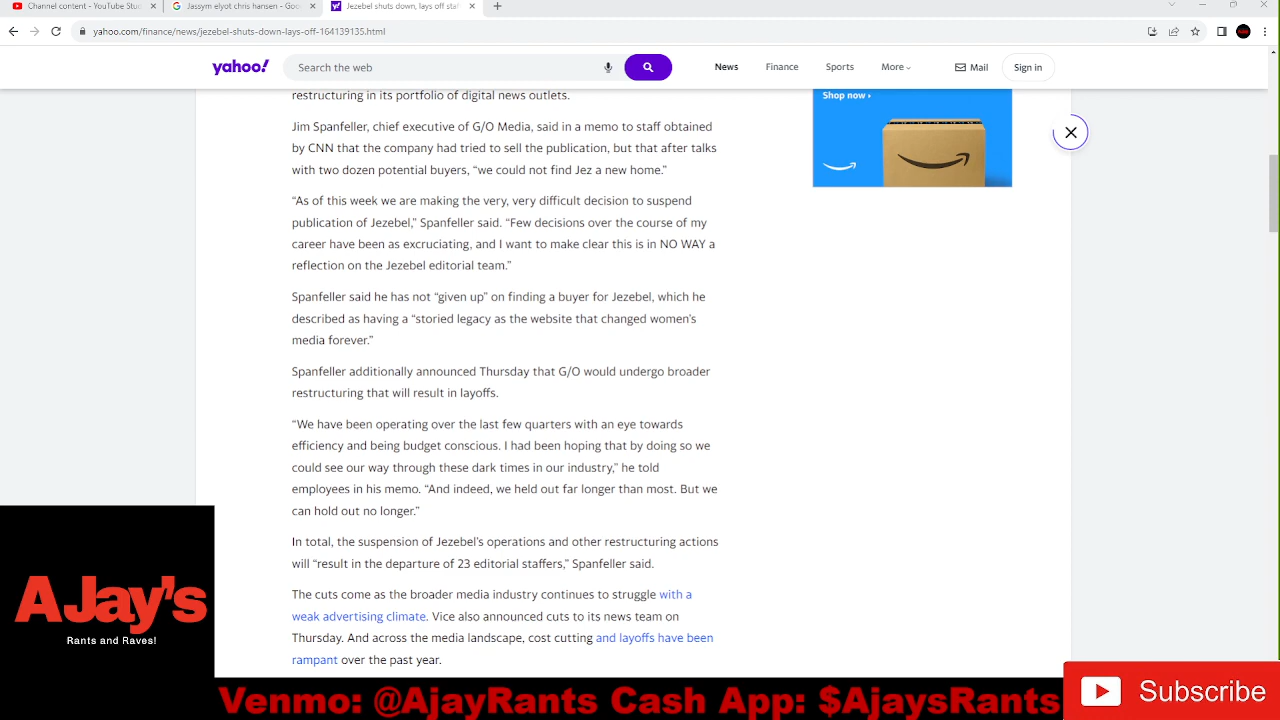 Channel content - YouTube Stud
Jassym elyot chris hansen - Goo
Jezebel shuts down, lays off staf
yahoo.com/finance/news/jezebel-shuts-down-lays-off-164139135.html
yahoo!
Search the web
News
Finance
Sports
More
Mail
Sign in
restructuring in its portfolio of digital news outlets.
Shop now ›
Jim Spanfeller, chief executive of G/O Media, said in a memo to staff obtained
by CNN that the company had tried to sell the publication, but that after talks
with two dozen potential buyers, “we could not find Jez a new home.”
“As of this week we are making the very, very difficult decision to suspend
publication of Jezebel,” Spanfeller said. “Few decisions over the course of my
career have been as excruciating, and I want to make clear this is in NO WAY a
reflection on the Jezebel editorial team.”
Spanfeller said he has not “given up” on finding a buyer for Jezebel, which he
described as having a “storied legacy as the website that changed women’s
media forever.”
Spanfeller additionally announced Thursday that G/O would undergo broader
restructuring that will result in layoffs.
“We have been operating over the last few quarters with an eye towards
efficiency and being budget conscious. I had been hoping that by doing so we
could see our way through these dark times in our industry,” he told
employees in his memo. “And indeed, we held out far longer than most. But we
can hold out no longer.”
In total, the suspension of Jezebel’s operations and other restructuring actions
will “result in the departure of 23 editorial staffers,” Spanfeller said.
The cuts come as the broader media industry continues to struggle with a
weak advertising climate. Vice also announced cuts to its news team on
Thursday. And across the media landscape, cost cutting and layoffs have been
rampant over the past year.
AJay's
Rants and Raves!
Venmo: @AjayRants Cash App: $AjaysRants
Subscribe